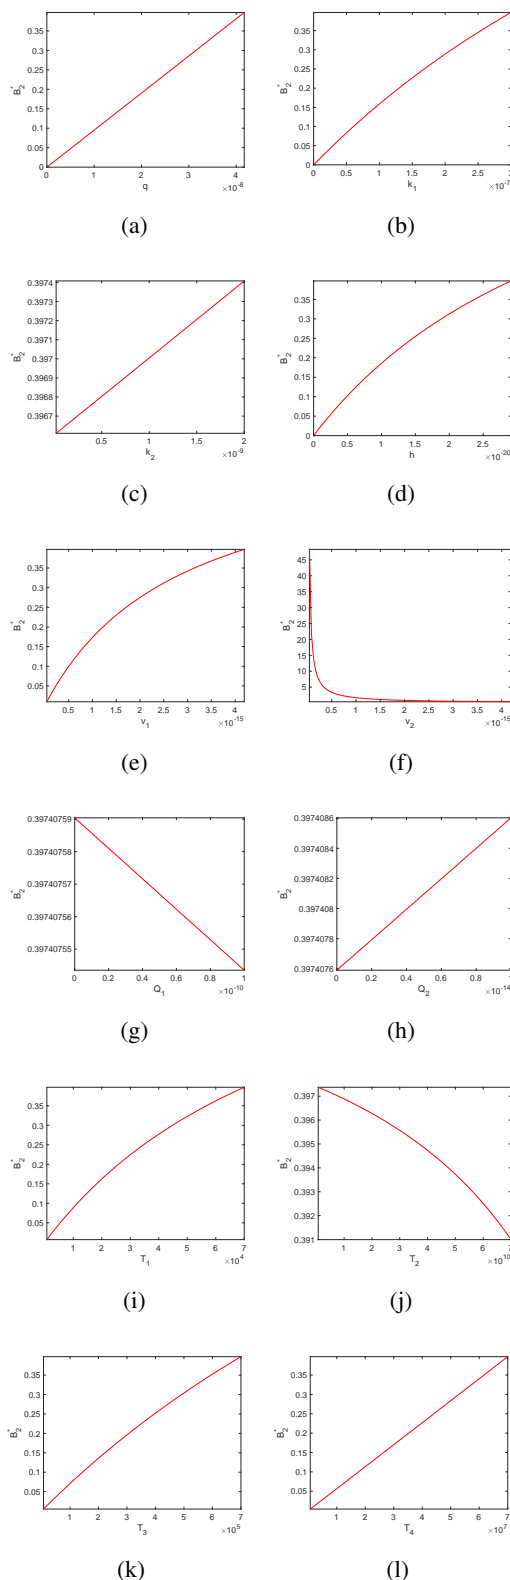 0.35
0.3
0.25
0.2
0.15
0.1
0.05
0
B₂*
0 1 2 3 4
q ×10⁻⁸
(a)
0.35
0.3
0.25
0.2
0.15
0.1
0.05
0
B₂*
0 0.5 1 1.5 2 2.5 3
k₁ ×10⁻⁷
(b)
0.3974
0.3973
0.3972
0.3971
0.397
0.3969
0.3968
0.3967
B₂*
0.5 1 1.5 2
k₂ ×10⁻⁹
(c)
0.35
0.3
0.25
0.2
0.15
0.1
0.05
0
B₂*
0 0.5 1 1.5 2 2.5
h ×10⁻²⁰
(d)
0.35
0.3
0.25
0.2
0.15
0.1
0.05
B₂*
0.5 1 1.5 2 2.5 3 3.5 4
v₁ ×10⁻¹⁵
(e)
45
40
35
30
25
20
15
10
5
B₂*
0.5 1 1.5 2 2.5 3 3.5 4
v₂ ×10⁻¹⁵
(f)
0.39740759
0.39740758
0.39740757
0.39740756
0.39740755
B₂*
0 0.2 0.4 0.6 0.8 1
Q₁ ×10⁻¹⁰
(g)
0.3974086
0.3974084
0.3974082
0.397408
0.3974078
0.3974076
B₂*
0 0.2 0.4 0.6 0.8 1
Q₂ ×10⁻¹⁴
(h)
0.35
0.3
0.25
0.2
0.15
0.1
0.05
B₂*
1 2 3 4 5 6 7
T₁ ×10⁴
(i)
0.397
0.396
0.395
0.394
0.393
0.392
0.391
B₂*
1 2 3 4 5 6 7
T₂ ×10¹⁰
(j)
0.35
0.3
0.25
0.2
0.15
0.1
0.05
B₂*
1 2 3 4 5 6 7
T₃ ×10⁵
(k)
0.35
0.3
0.25
0.2
0.15
0.1
0.05
B₂*
1 2 3 4 5 6 7
T₄ ×10⁷
(l)